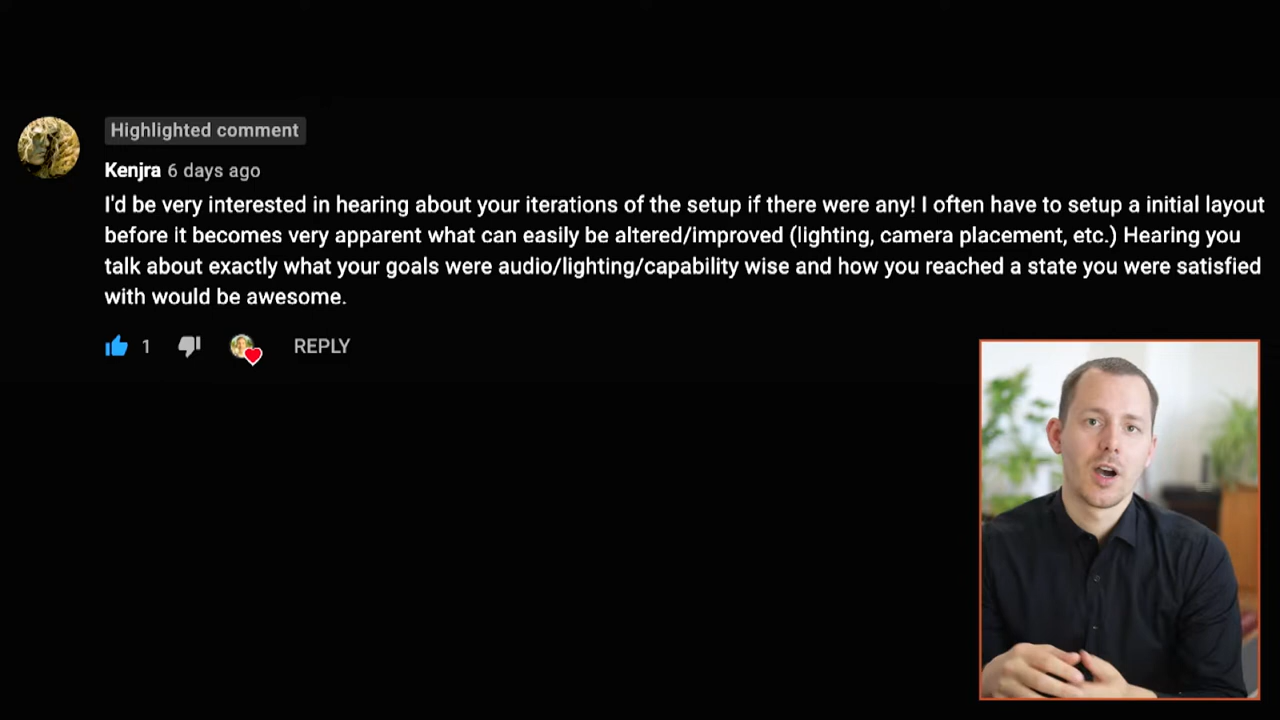 Highlighted comment
Kenjra 6 days ago
I'd be very interested in hearing about your iterations of the setup if there were any! I often have to setup a initial layout
before it becomes very apparent what can easily be altered/improved (lighting, camera placement, etc.) Hearing you
talk about exactly what your goals were audio/lighting/capability wise and how you reached a state you were satisfied
with would be awesome.
1 REPLY